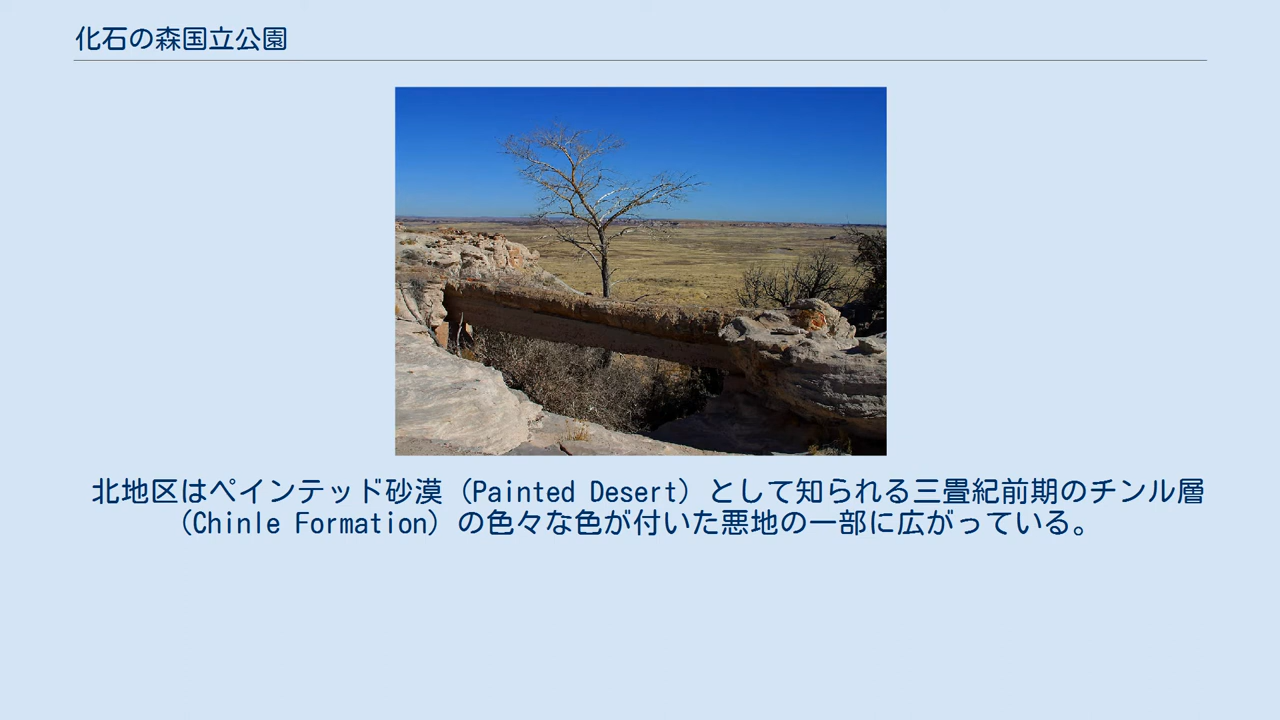 化石の森国立公園
北地区はペインテッド砂漠（Painted Desert）として知られる三畳紀前期のチンル層
（Chinle Formation）の色々な色が付いた悪地の一部に広がっている。